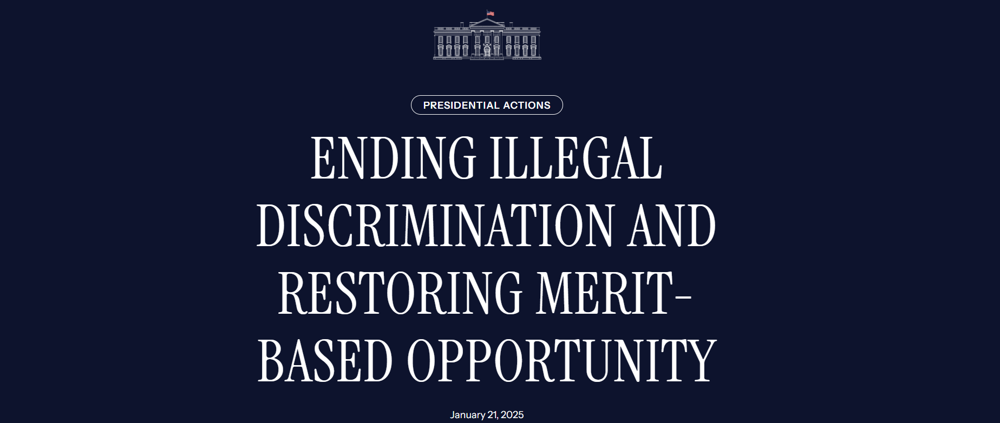 PRESIDENTIAL ACTIONS
ENDING ILLEGAL
DISCRIMINATION AND
RESTORING MERIT-
BASED OPPORTUNITY
January 21, 2025